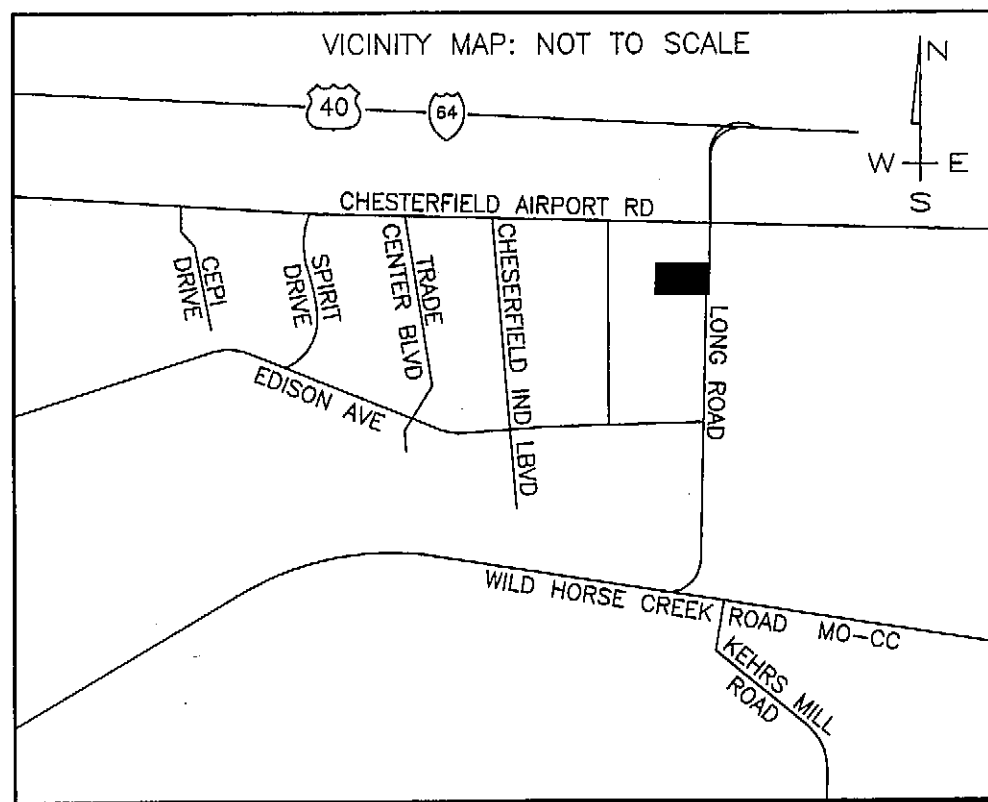 VICINITY MAP: NOT TO SCALE
N
40
64
W E
S
CHESTERFIELD AIRPORT RD
CEPI
DRIVE
SPIRIT
DRIVE
TRADE
CENTER BLVD
CHESERFIELD IND LBVD
LONG ROAD
EDISON AVE
WILD HORSE CREEK ROAD MO-CC
KEHRS MILL
ROAD